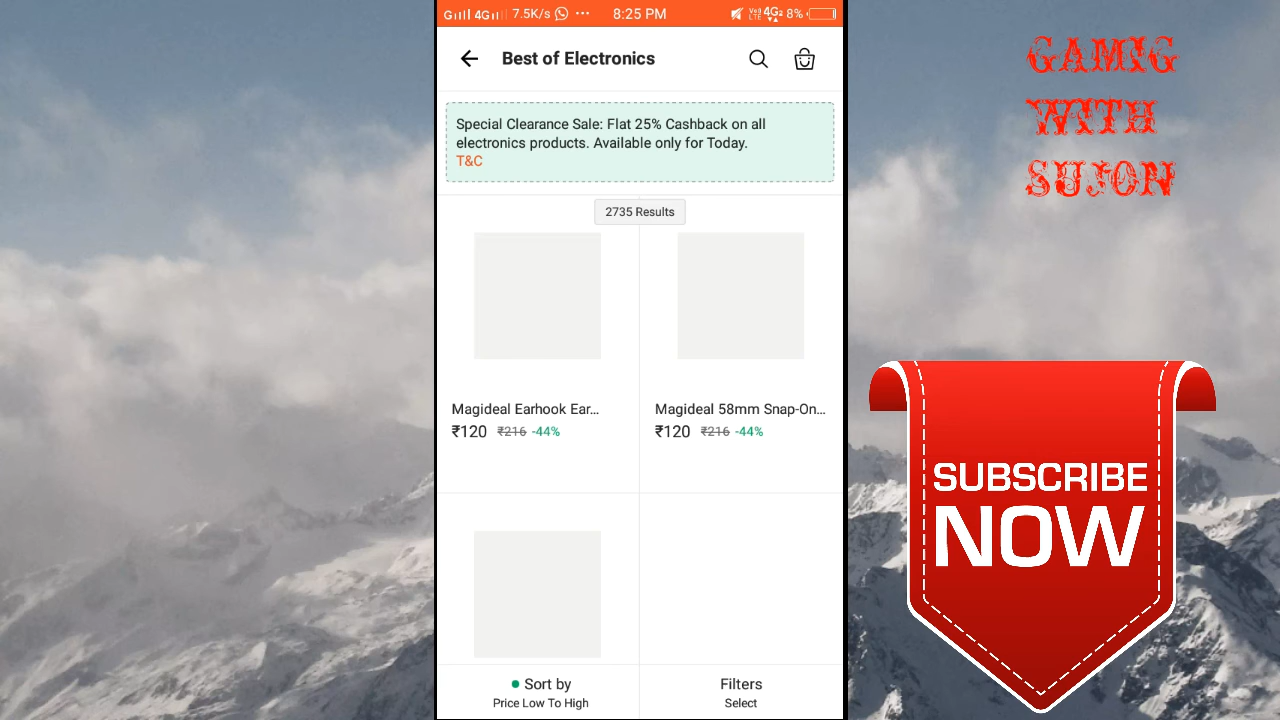 7.5K/s ... 8:25 PM 4G 8%
Best of Electronics
Special Clearance Sale: Flat 25% Cashback on all
electronics products. Available only for Today.
T&C
2735 Results
Magideal Earhook Ear...
₹120 ₹216 -44%
Magideal 58mm Snap-On...
₹120 ₹216 -44%
Sort by
Price Low To High
Filters
Select
GAMIG
WITH
SUJON
SUBSCRIBE
NOW